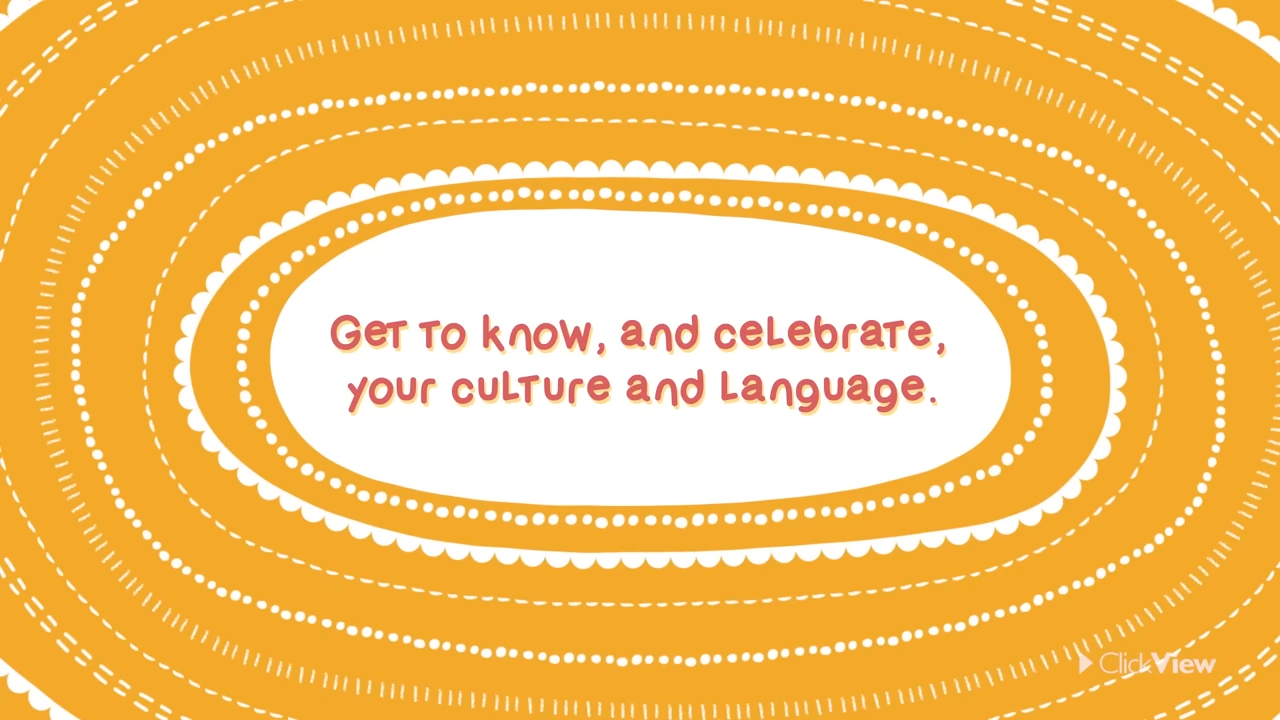 Get to know, and celebrate,
your culture and language.
ClickView